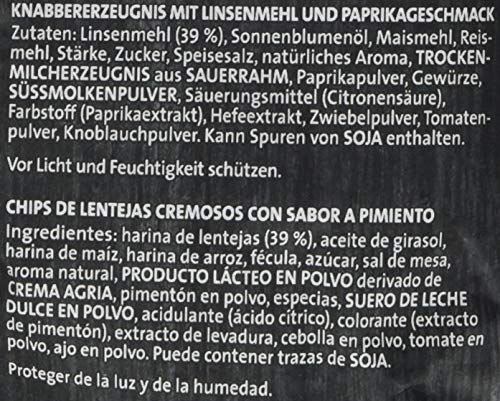 KNABBERERZEUGNIS MIT LINSENMEHL UND PAPRIKAGESCHMACK
Zutaten: Linsenmehl (39 %), Sonnenblumenöl, Maismehl, Reis-
mehl, Stärke, Zucker, Speisesalz, natürliches Aroma, TROCKEN-
MILCHERZEUGNIS aus SAUERRAHM, Paprikapulver, Gewürze,
SÜSSMOLKENPULVER, Säuerungsmittel (Citronensäure),
Farbstoff (Paprikaextrakt), Hefeextrakt, Zwiebelpulver, Tomaten-
pulver, Knoblauchpulver. Kann Spuren von SOJA enthalten.
Vor Licht und Feuchtigkeit schützen.
CHIPS DE LENTEJAS CREMOSOS CON SABOR A PIMIENTO
Ingredientes: harina de lentejas (39 %), aceite de girasol,
harina de maíz, harina de arroz, fécula, azúcar, sal de mesa,
aroma natural, PRODUCTO LÁCTEO EN POLVO derivado de
CREMA AGRIA, pimentón en polvo, especias, SUERO DE LECHE
DULCE EN POLVO, acidulante (ácido cítrico), colorante (extracto
de pimentón), extracto de levadura, cebolla en polvo, tomate en
polvo, ajo en polvo. Puede contener trazas de SOJA.
Proteger de la luz y de la humedad.